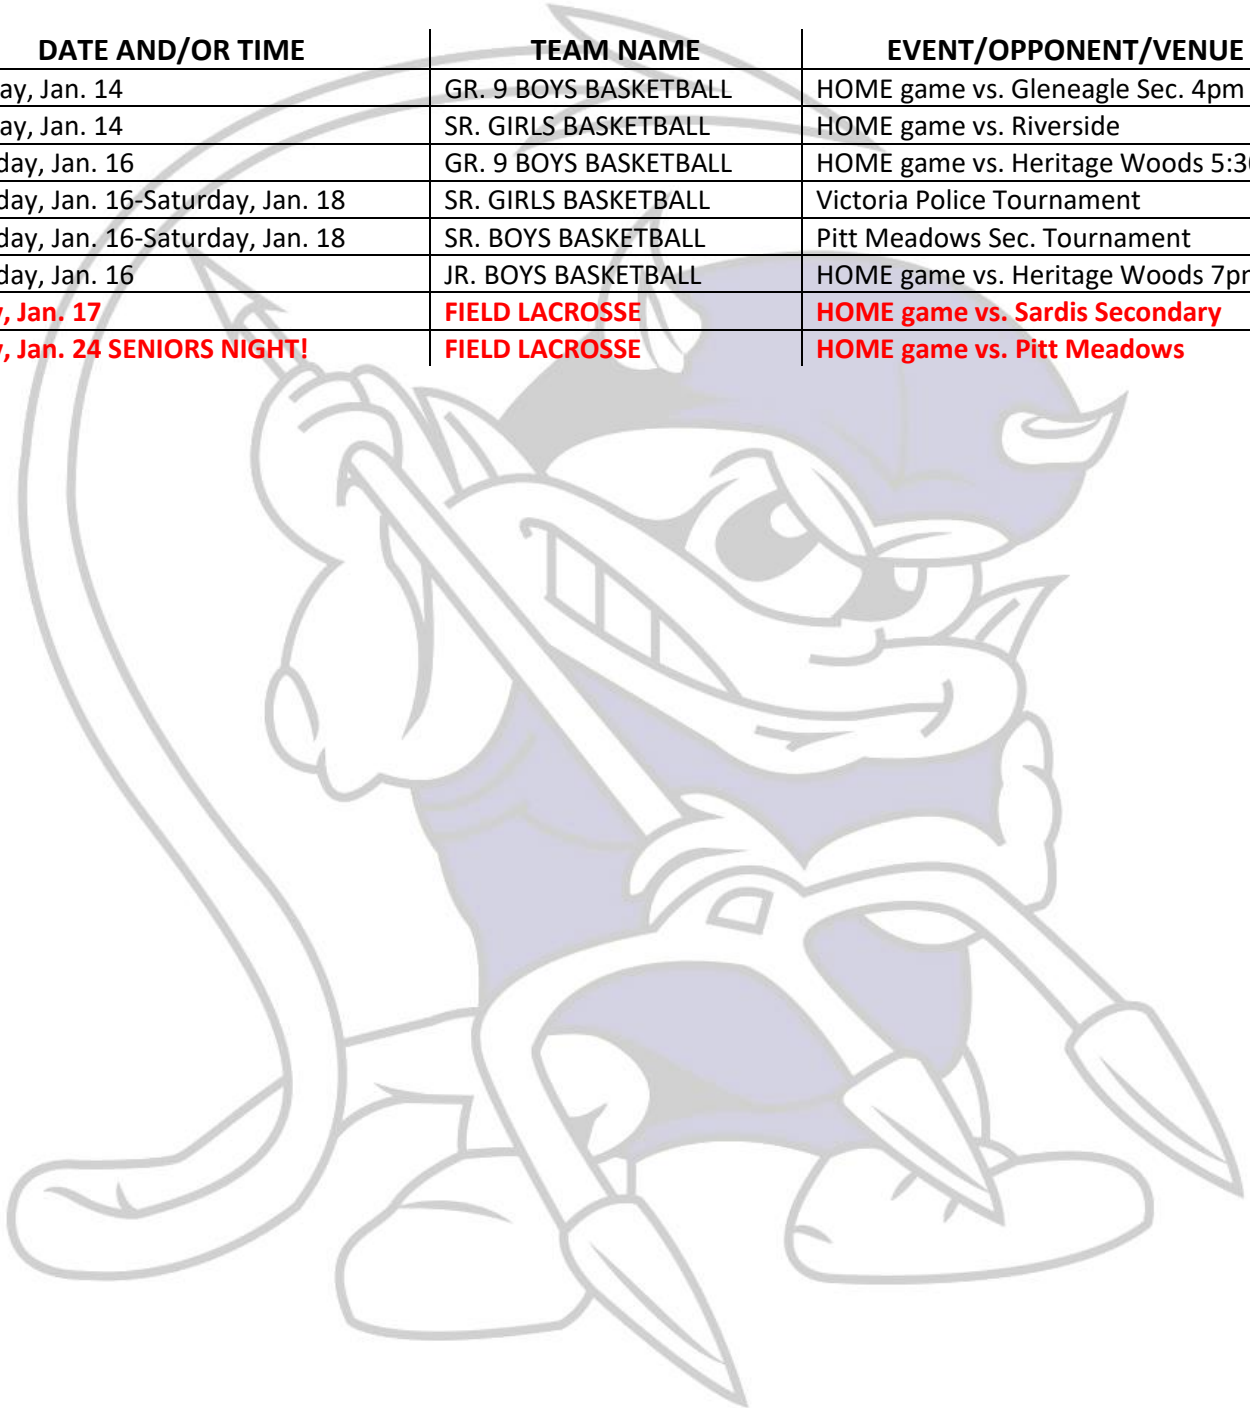 DATE AND/OR TIME TEAM NAME EVENT/OPPONENT/VENUE
ay, Jan. 14 GR. 9 BOYS BASKETBALL HOME game vs. Gleneagle Sec. 4pm
ay, Jan. 14 SR. GIRLS BASKETBALL HOME game vs. Riverside
day, Jan. 16 GR. 9 BOYS BASKETBALL HOME game vs. Heritage Woods 5:3
day, Jan. 16-Saturday, Jan. 18 SR. GIRLS BASKETBALL Victoria Police Tournament
day, Jan. 16-Saturday, Jan. 18 SR. BOYS BASKETBALL Pitt Meadows Sec. Tournament
day, Jan. 16 JR. BOYS BASKETBALL HOME game vs. Heritage Woods 7p
, Jan. 17 FIELD LACROSSE HOME game vs. Sardis Secondary
, Jan. 24 SENIORS NIGHT! FIELD LACROSSE HOME game vs. Pitt Meadows